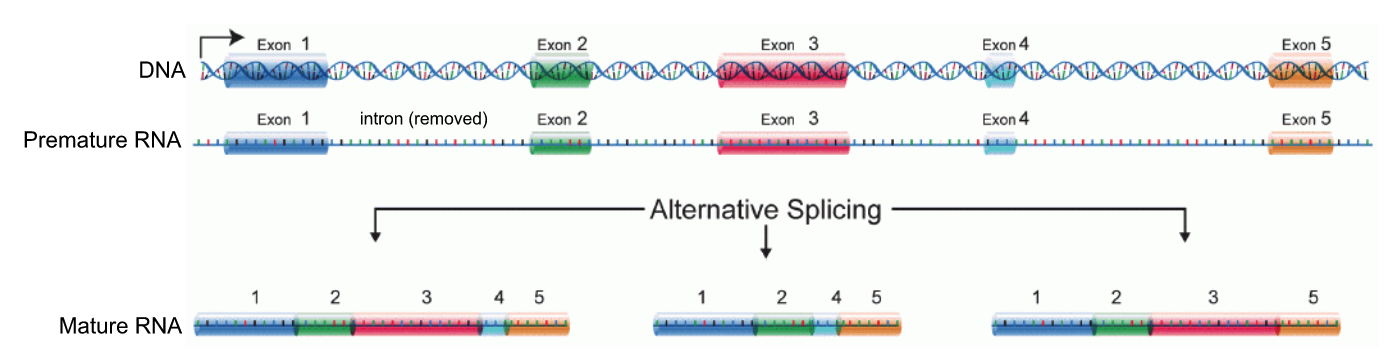 Exon 1 Exon 2 Exon 3 Exon 4 Exon 5
DNA
Exon 1 intron (removed) Exon 2 Exon 3 Exon 4 Exon 5
Premature RNA
Alternative Splicing
1 2 3 4 5 1 2 4 5 1 2 3 5
Mature RNA